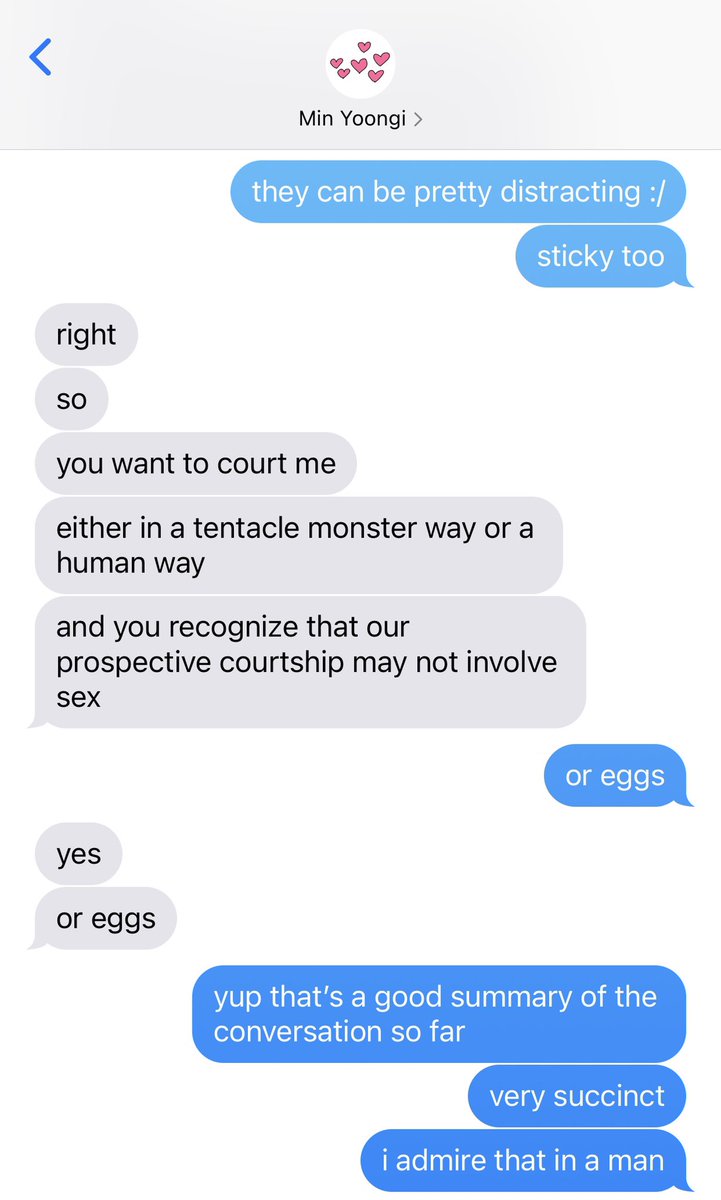 Min Yoongi
they can be pretty distracting :/
sticky too
right
so
you want to court me
either in a tentacle monster way or a
human way
and you recognize that our
prospective courtship may not involve
sex
or eggs
yes
or eggs
yup that’s a good summary of the
conversation so far
very succinct
i admire that in a man